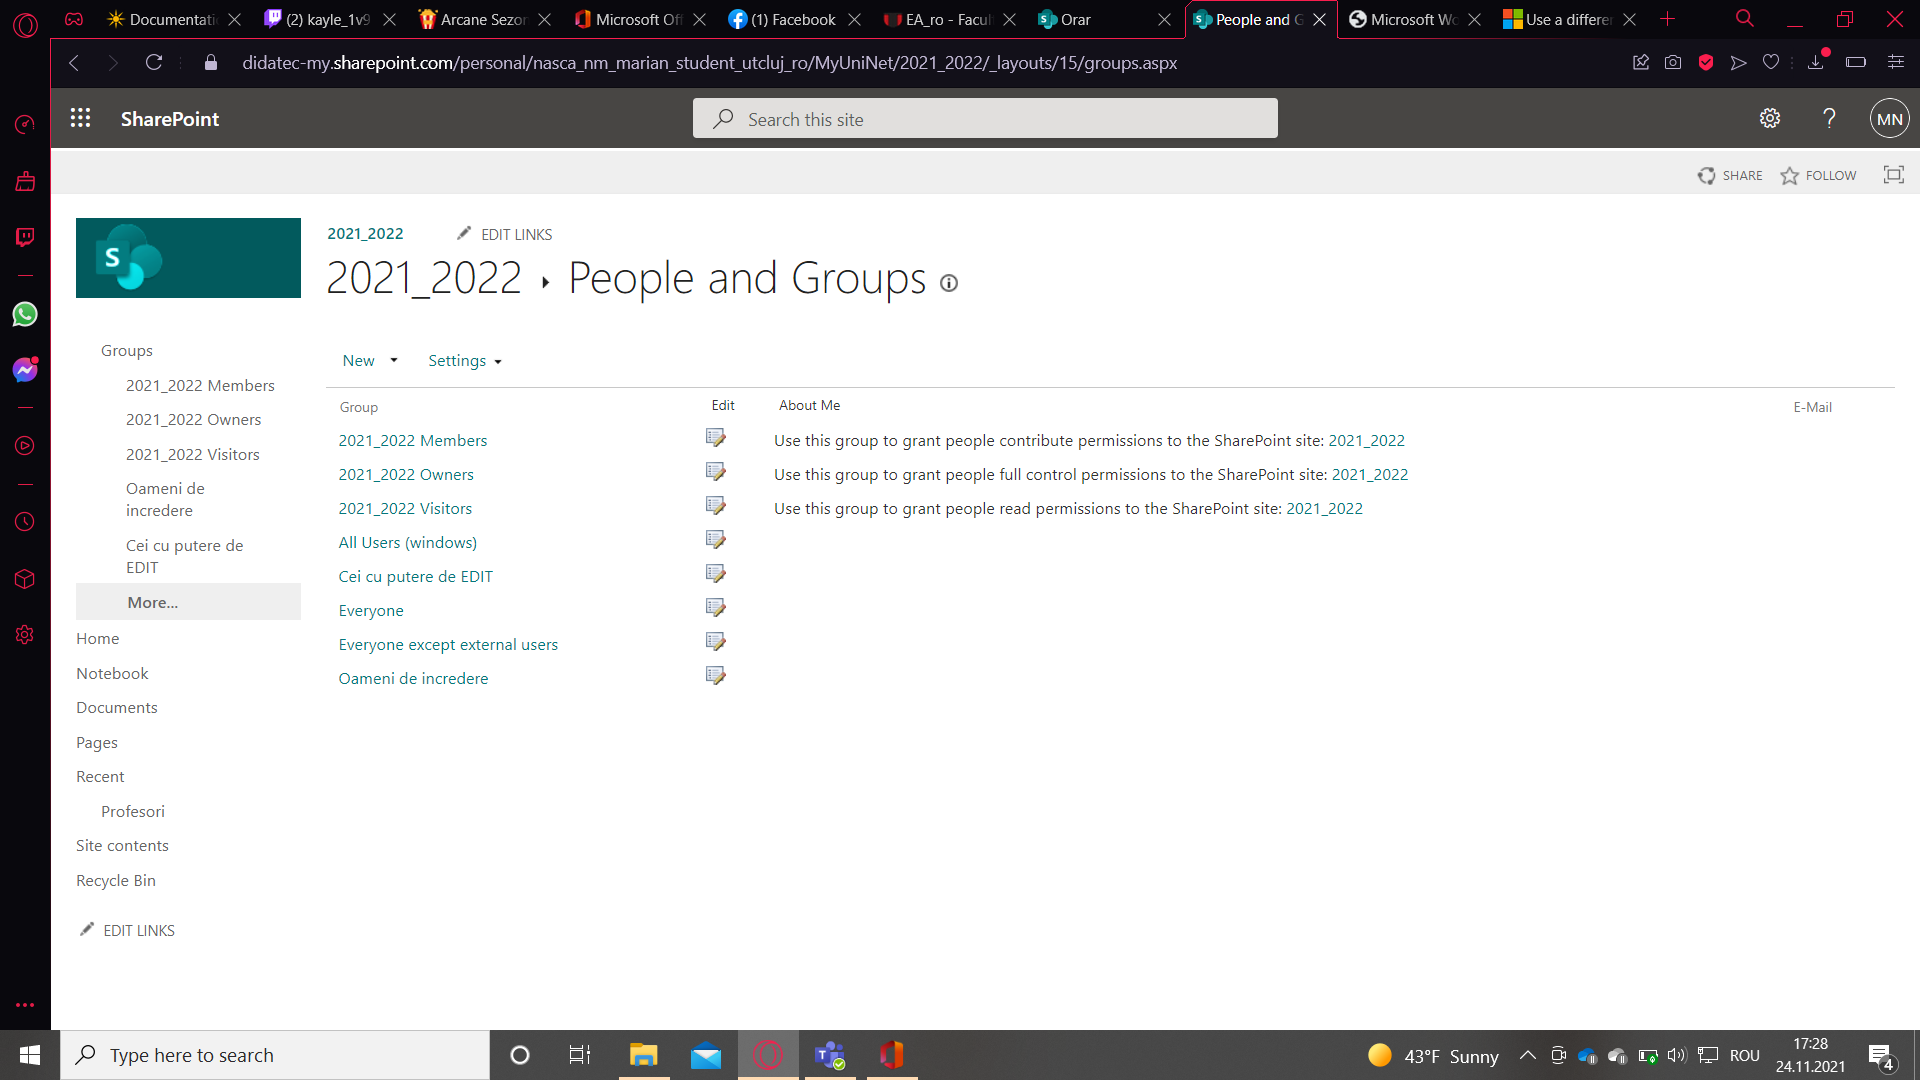 Documentati
(2) kayle_1v9
Arcane Sezor
Microsoft Off
(1) Facebook
EA_ro - Facul
Orar
People and G
Microsoft Wo
Use a differer
didatec-my.sharepoint.com/personal/nasca_nm_marian_student_utcluj_ro/MyUniNet/2021_2022/_layouts/15/groups.aspx
SharePoint
Search this site
MN
SHARE
FOLLOW
S
2021_2022
EDIT LINKS
2021_2022 ▸ People and Groups
Groups
2021_2022 Members
2021_2022 Owners
2021_2022 Visitors
Oameni de
incredere
Cei cu putere de
EDIT
More...
Home
Notebook
Documents
Pages
Recent
Profesori
Site contents
Recycle Bin
EDIT LINKS
New
Settings
Group Edit About Me E-Mail
2021_2022 Members Use this group to grant people contribute permissions to the SharePoint site: 2021_2022
2021_2022 Owners Use this group to grant people full control permissions to the SharePoint site: 2021_2022
2021_2022 Visitors Use this group to grant people read permissions to the SharePoint site: 2021_2022
All Users (windows)
Cei cu putere de EDIT
Everyone
Everyone except external users
Oameni de incredere
Type here to search
43°F Sunny
ROU
17:28
24.11.2021
4